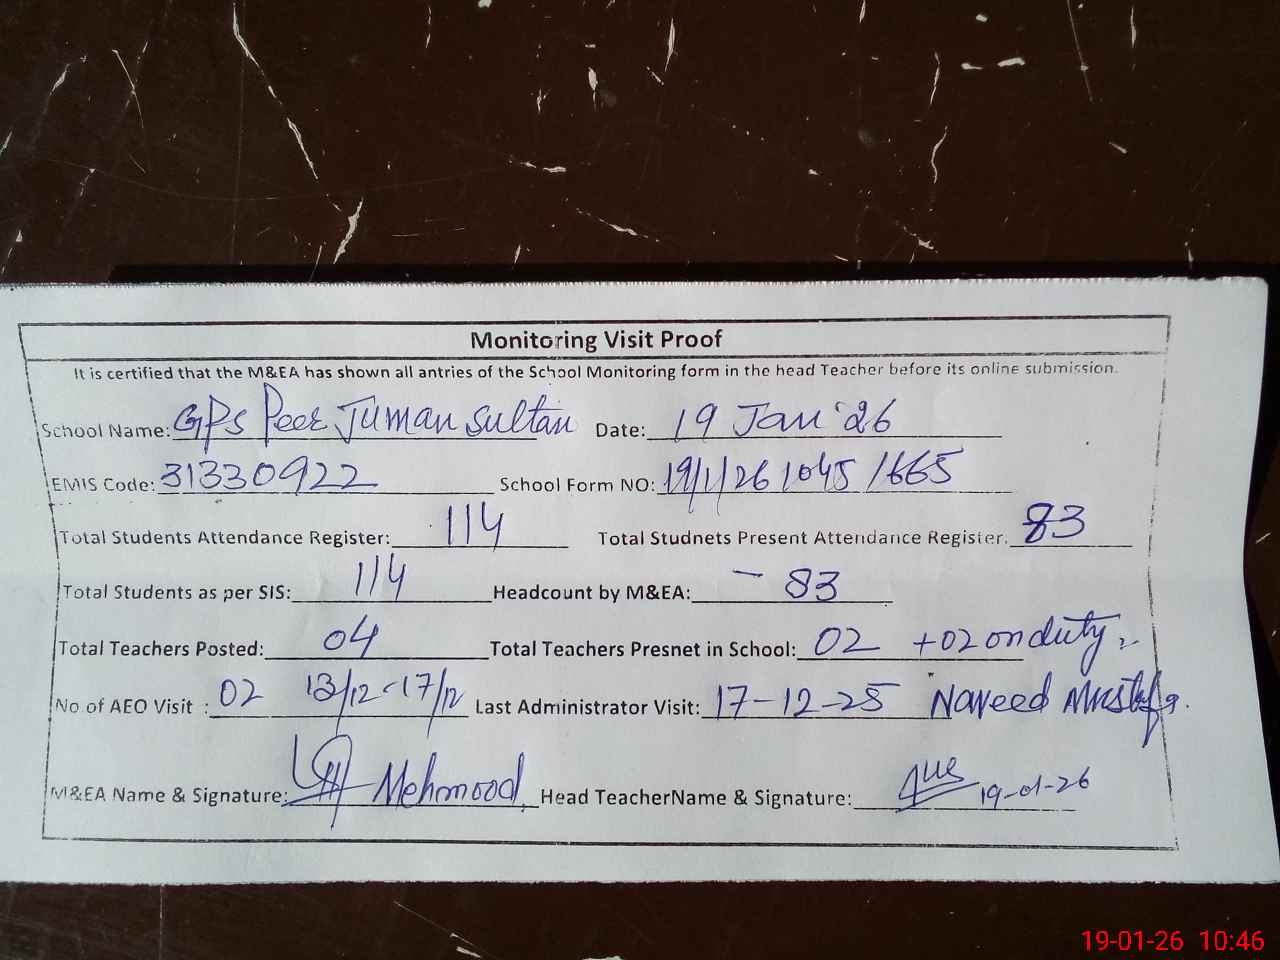 Monitoring Visit Proof
It is certified that the M&EA has shown all antries of the School Monitoring form in the head Teacher before its online submission.
School Name: GPS Peer Juman Sultan Date: 19 Jan '26
EMIS Code: 31330922 School Form NO: 19/1/26 1045 1665
Total Students Attendance Register: 114 Total Studnets Present Attendance Register. 83
Total Students as per SIS: 114 Headcount by M&EA: 83
Total Teachers Posted: 04 Total Teachers Presnet in School: 02 +02 on duty
No of AEO Visit : 02 13/12 - 17/12 Last Administrator Visit: 17-12-25 Naveed Mustafa.
M&EA Name & Signature: Mehmood Head TeacherName & Signature: 19-01-26
19-01-26 10:46